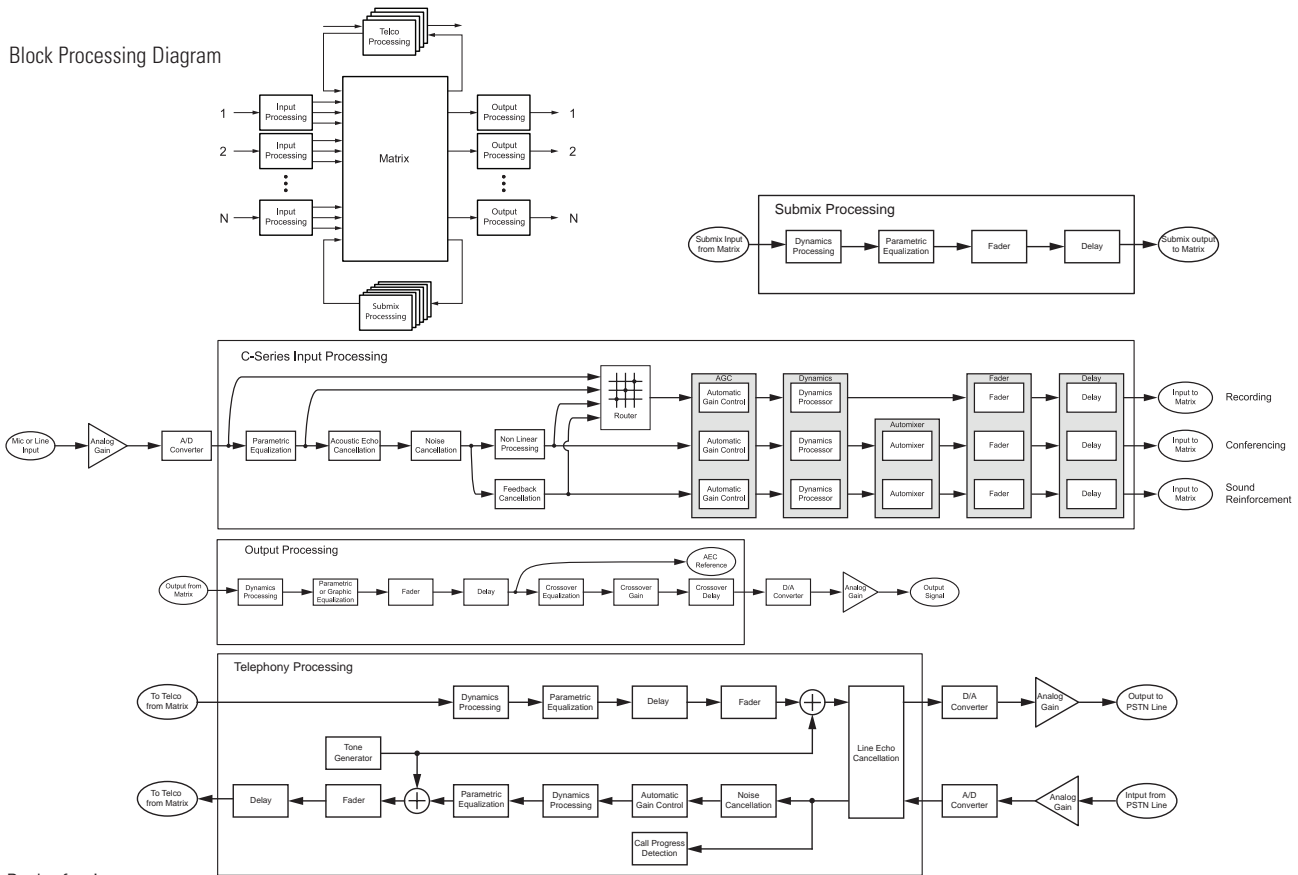 Block Processing Diagram
Telco
Processing
1
Input
Processing
Output
Processing
1
2
Input
Processing
Matrix
Output
Processing
2
N
Input
Processing
Output
Processing
N
Submix
Processsing
Submix Processing
Submix Input
from Matrix
Dynamics
Processing
Parametric
Equalization
Fader
Delay
Submix output
to Matrix
C-Series Input Processing
Mic or Line
Input
Analog
Gain
A/D
Converter
Parametric
Equalization
Acoustic Echo
Cancellation
Noise
Cancellation
Non Linear
Processing
Feedback
Cancellation
Router
AGC
Automatic
Gain Control
Automatic
Gain Control
Automatic
Gain Control
Dynamics
Dynamics
Processor
Dynamics
Processor
Dynamics
Processor
Automixer
Automixer
Automixer
Fader
Fader
Fader
Fader
Delay
Delay
Delay
Delay
Input to
Matrix
Recording
Input to
Matrix
Conferencing
Input to
Matrix
Sound
Reinforcement
Output Processing
Output from
Matrix
Dynamics
Processing
Parametric
or Graphic
Equalization
Fader
Delay
AEC
Reference
Crossover
Equalization
Crossover
Gain
Crossover
Delay
D/A
Converter
Analog
Gain
Output
Signal
Telephony Processing
To Telco
from Matrix
Dynamics
Processing
Parametric
Equalization
Delay
Fader
Line Echo
Cancellation
D/A
Converter
Analog
Gain
Output to
PSTN Line
Tone
Generator
To Telco
from Matrix
Delay
Fader
Parametric
Equalization
Dynamics
Processing
Automatic
Gain Control
Noise
Cancellation
A/D
Converter
Analog
Gain
Intput from
PSTN Line
Call Progress
Detection